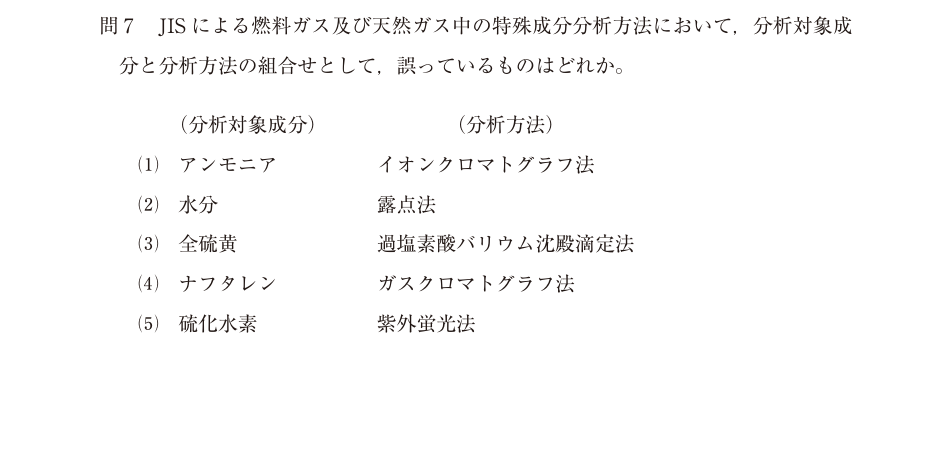 問7 JIS による燃料ガス及び天然ガス中の特殊成分分析方法において，分析対象成
分と分析方法の組合せとして，誤っているものはどれか。
（分析対象成分） （分析方法）
(1) アンモニア イオンクロマトグラフ法
(2) 水分 露点法
(3) 全硫黄 過塩素酸バリウム沈殿滴定法
(4) ナフタレン ガスクロマトグラフ法
(5) 硫化水素 紫外蛍光法